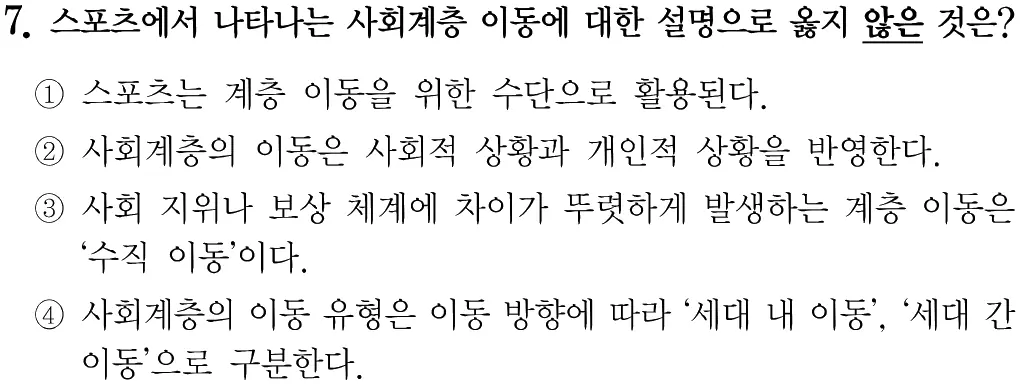 7. 스포츠에서 나타나는 사회계층 이동에 대한 설명으로 옳지 않은 것은?
① 스포츠는 계층 이동을 위한 수단으로 활용된다.
② 사회계층의 이동은 사회적 상황과 개인적 상황을 반영한다.
③ 사회 지위나 보상 체계에 차이가 뚜렷하게 발생하는 계층 이동은
‘수직 이동’이다.
④ 사회계층의 이동 유형은 이동 방향에 따라 ‘세대 내 이동’, ‘세대 간
이동’으로 구분한다.